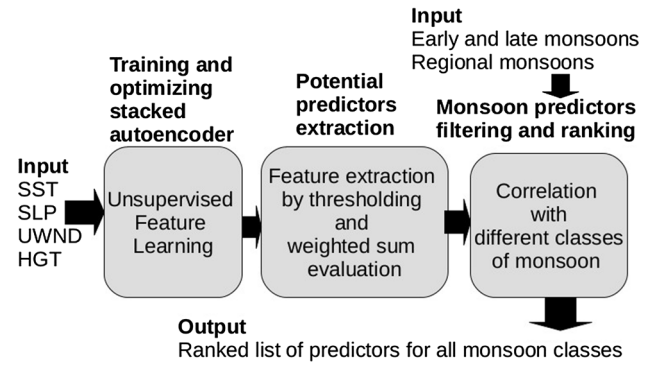 Input
Early and late monsoons
Regional monsoons
Training and
optimizing
stacked
autoencoder
Potential
predictors
extraction
Monsoon predictors
filtering and ranking
Input
SST
SLP
UWND
HGT
Unsupervised
Feature
Learning
Feature extraction
by thresholding
and
weighted sum
evaluation
Correlation
with
different classes
of monsoon
Output
Ranked list of predictors for all monsoon classes